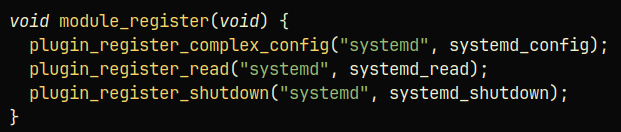 void module_register(void) {
  plugin_register_complex_config("systemd", systemd_config);
  plugin_register_read("systemd", systemd_read);
  plugin_register_shutdown("systemd", systemd_shutdown);
}